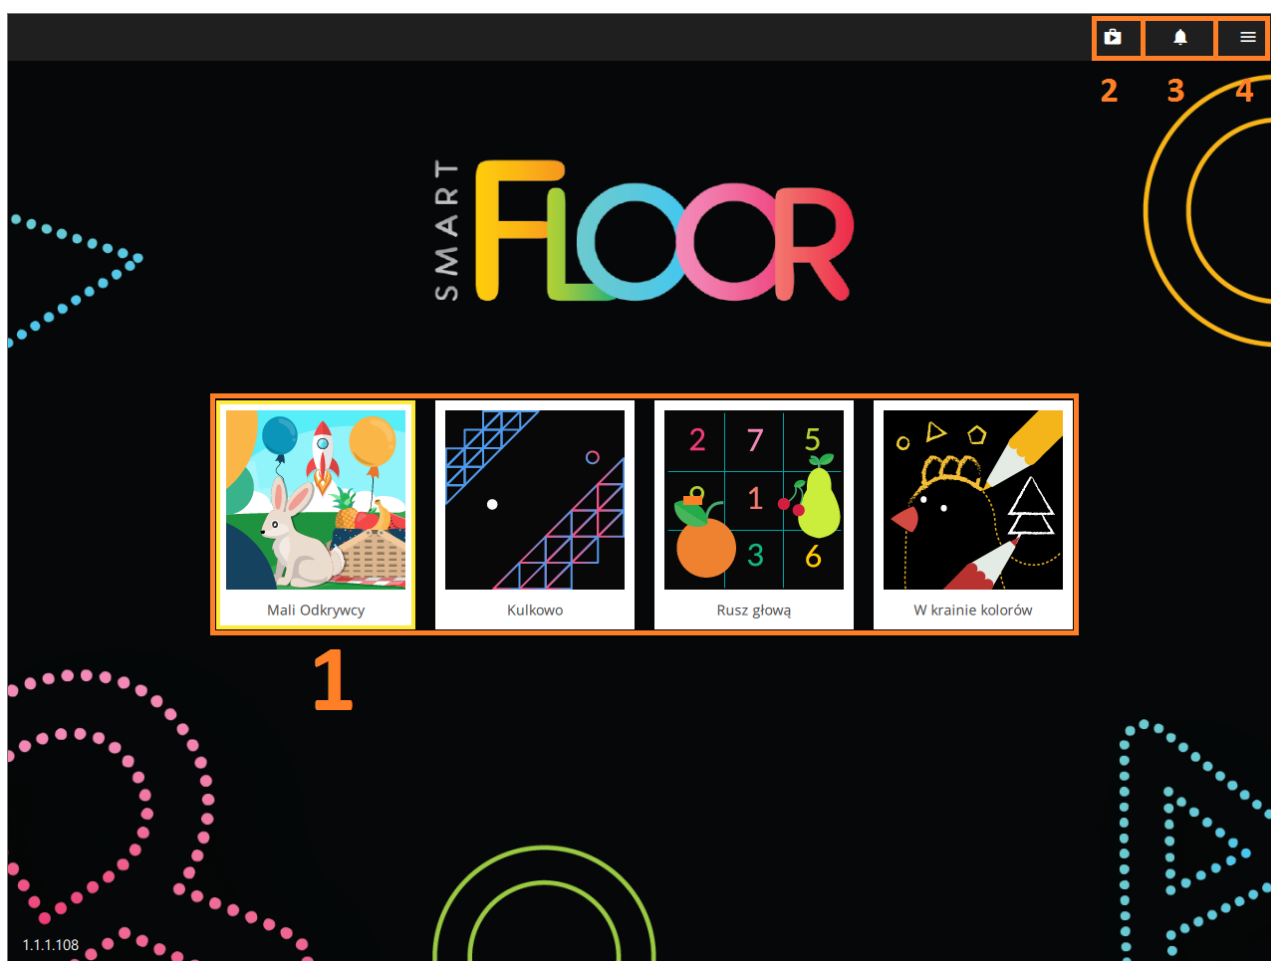 2 3 4
SMART FLOOR
2 7 5
9 1
3 6
Mali Odkrywcy
Kulkowo
Rusz głową
W krainie kolorów
1
1.1.1.108